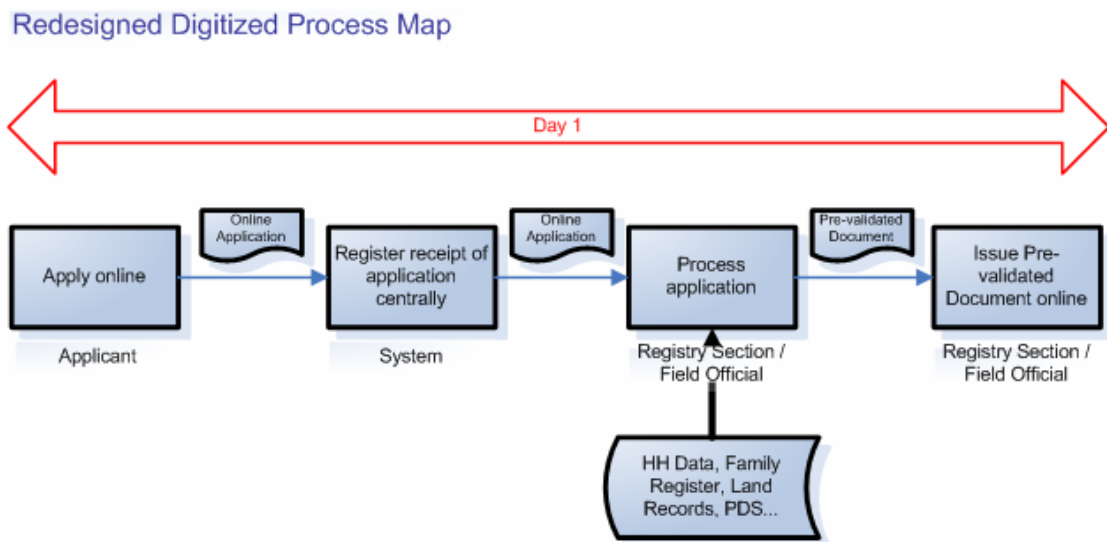 Redesigned Digitized Process Map
Day 1
Online
Application
Online
Application
Pre-validated
Document
Apply online
Register receipt of
application
centrally
Process
application
Issue Pre-
validated
Document online
Applicant
System
Registry Section /
Field Official
Registry Section /
Field Official
HH Data, Family
Register, Land
Records, PDS...